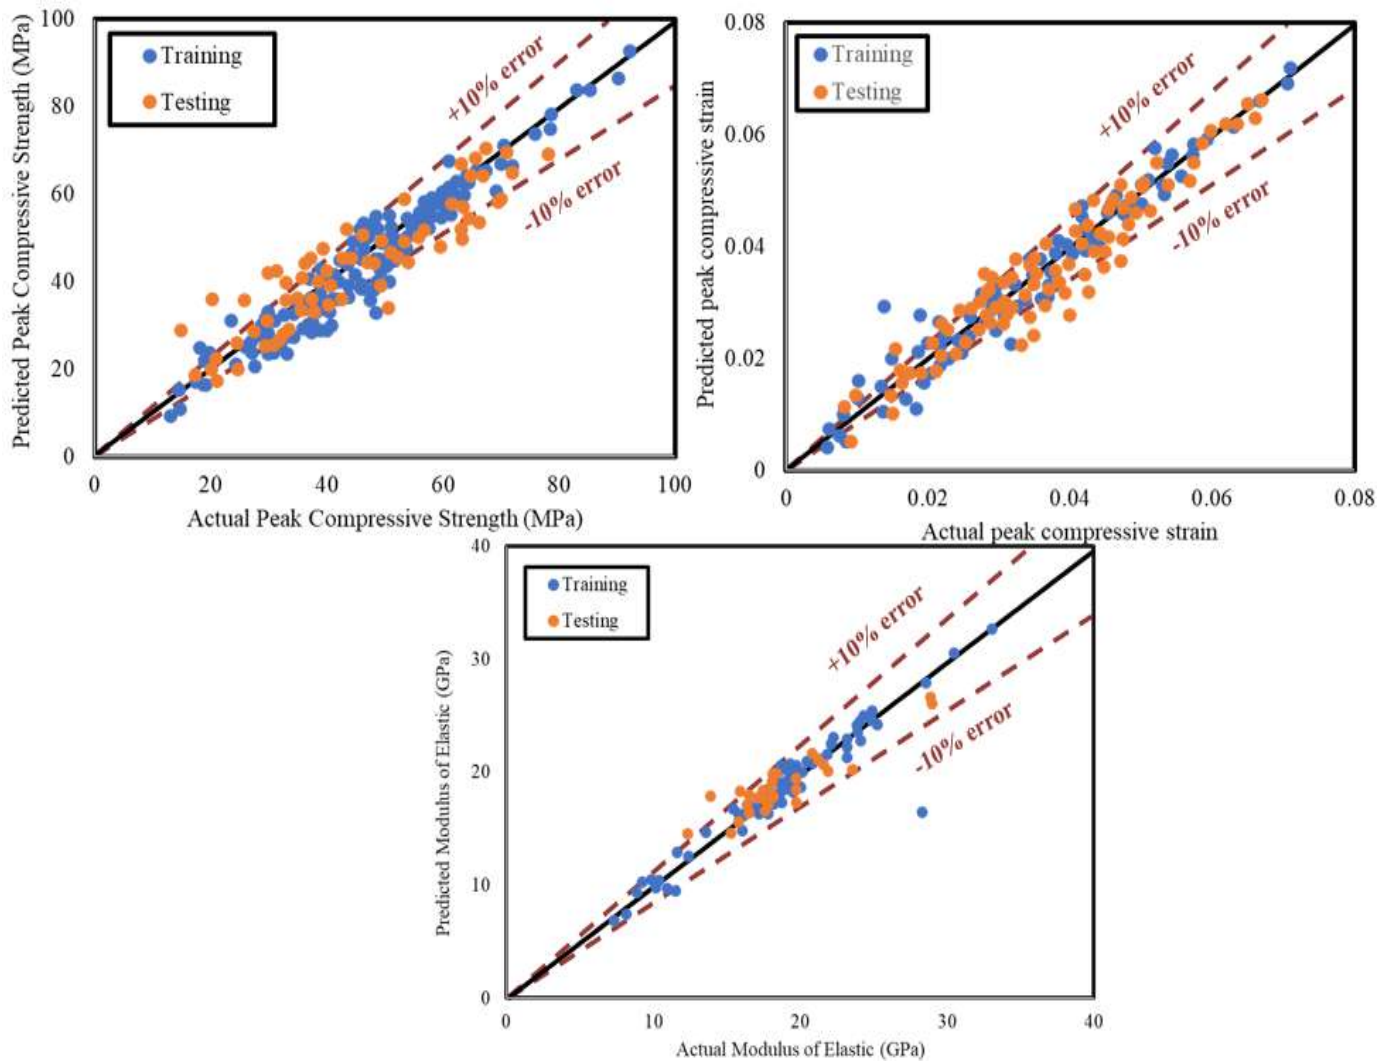 Predicted Peak Compressive Strength (MPa)
100
80
60
40
20
0
Training
Testing
+10% error
-10% error
0 20 40 60 80 100
Actual Peak Compressive Strength (MPa)
Predicted peak compressive strain
0.08
0.06
0.04
0.02
0
Training
Testing
+10% error
-10% error
0 0.02 0.04 0.06 0.08
Actual peak compressive strain
Predicted Modulus of Elastic (GPa)
40
30
20
10
0
Training
Testing
+10% error
-10% error
0 10 20 30 40
Actual Modulus of Elastic (GPa)